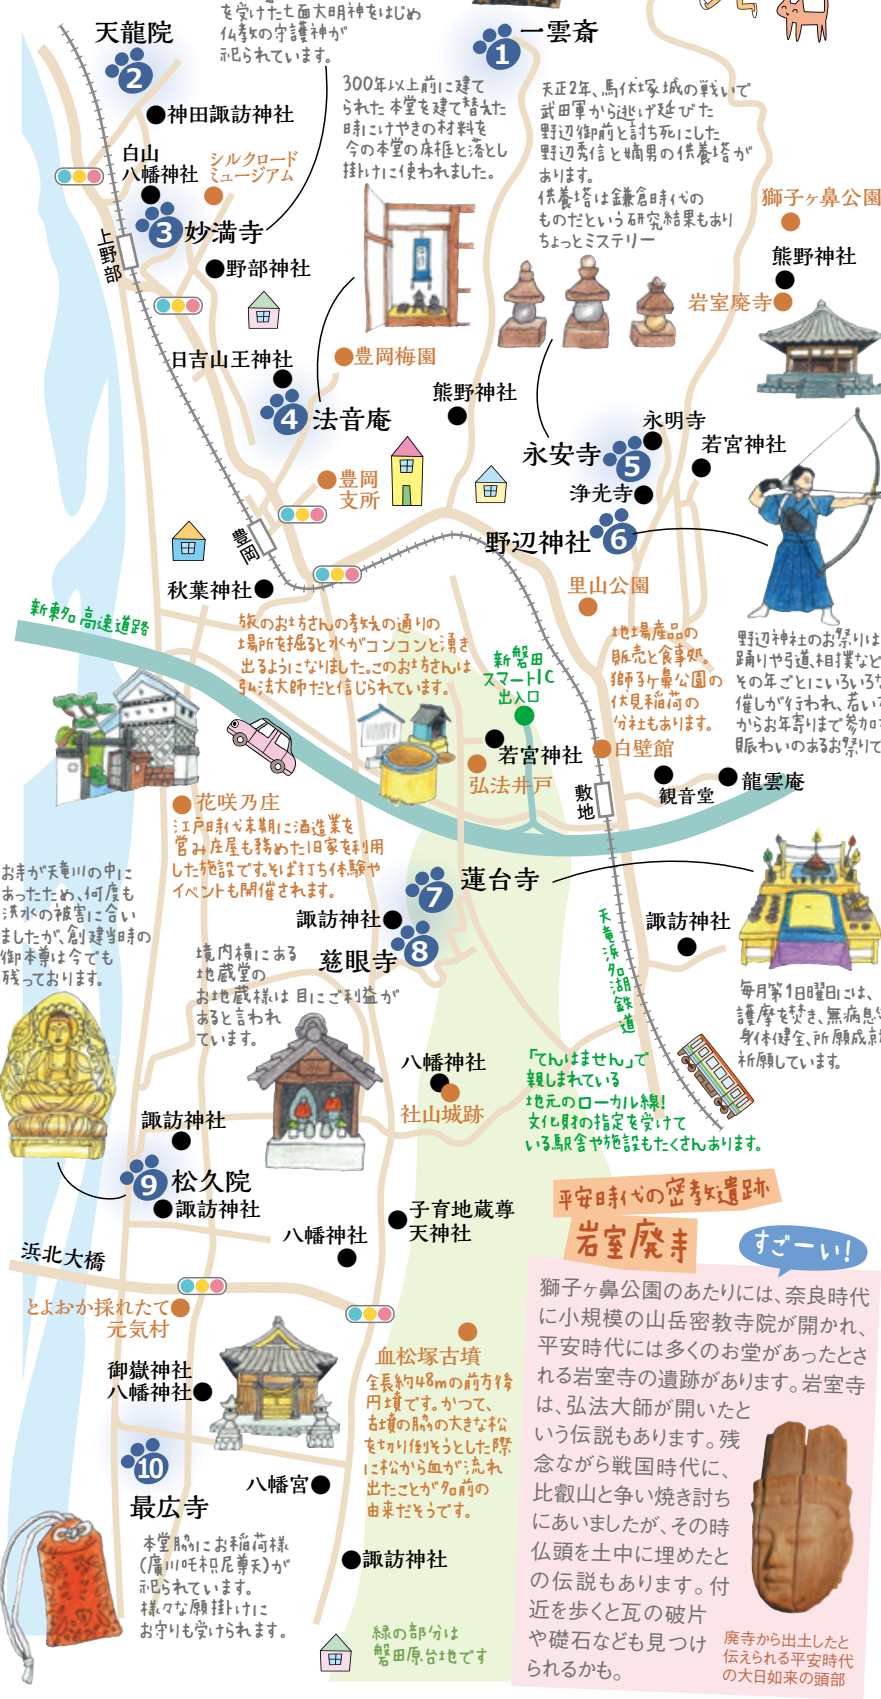 を受けた七面大明神をはじめ
仏教の守護神が
祀られています。
天龍院
2
一雲斎
1
神田諏訪神社
白山
八幡神社
シルクロード
ミュージアム
3
妙満寺
上野部
野部神社
300年以上前に建て
られた本堂を建て替えた
時にけやきの材料を
今の本堂の床框と落とし
掛けに使われました。
天正2年、馬伏塚城の戦いで
武田軍から逃げ延びた
野辺御前と討ち死にした
野辺秀信と嫡男の供養塔が
あります。
供養塔は鎌倉時代の
ものだという研究結果もあり
ちょっとミステリー
獅子ヶ鼻公園
熊野神社
岩室廃寺
日吉山王神社
豊岡梅園
4
法音庵
熊野神社
永安寺
5
永明寺
若宮神社
浄光寺
豊岡
支所
野辺神社
6
豊岡
秋葉神社
里山公園
新東名高速道路
旅のお坊さんの教えの通りの
場所を掘ると水がコンコンと湧き
出るようになりました。このお坊さんは
弘法大師だと信じられています。
新磐田
スマートIC
出入口
地場産品の
販売と食事処。
獅子ヶ鼻公園の
伏見稲荷の
分社もあります。
野辺神社のお祭りは
踊りや弓道、相撲など
その年ごとにいろいろな
催しが行われ、若い
からお年寄りまで参加
賑わいのあるお祭りで
若宮神社
弘法井戸
白壁館
敷地
観音堂
龍雲庵
花咲乃庄
江戸時代末期に酒造業を
営み庄屋も務めた旧家を利用
した施設です。そば打ち体験や
イベントも開催されます。
お寺が天竜川の中に
あったため、何度も
洪水の被害に合い
ましたが、創建当時の
御本尊は今でも
残っております。
7
蓮台寺
諏訪神社
8
慈眼寺
境内横にある
地蔵堂の
お地蔵様は目にご利益が
あると言われ
ています。
天竜浜名湖鉄道
諏訪神社
毎月第1日曜日には、
護摩を焚き、無病息
身体健全、所願成就
祈願しています。
八幡神社
社山城跡
「てんはません」で
親しまれている
地元のローカル線!
文化財の指定を受けて
いる駅舎や施設もたくさんあります。
諏訪神社
9
松久院
諏訪神社
子育地蔵尊
天神社
八幡神社
浜北大橋
とよおか採れたて
元気村
平安時代の密教遺跡
岩室廃寺
すごーい!
獅子ヶ鼻公園のあたりには、奈良時代
に小規模の山岳密教寺院が開かれ、
平安時代には多くのお堂があったとさ
れる岩室寺の遺跡があります。岩室寺
は、弘法大師が開いたと
いう伝説もあります。残
念ながら戦国時代に、
比叡山と争い焼き討ち
にあいましたが、その時
仏頭を土中に埋めたと
の伝説もあります。付
近を歩くと瓦の破片
や礎石なども見つけ
られるかも。
廃寺から出土したと
伝えられる平安時代
の大日如来の頭部
血松塚古墳
全長約48mの前方後
円墳です。かつて、
古墳の脇の大きな松
を切り倒そうとした際
に松から血が流れ
出たことが名前の
由来だそうです。
御嶽神社
八幡神社
10
最広寺
八幡宮
本堂脇にお稲荷様
(廣川吒枳尼尊天)が
祀られています。
様々な願掛けに
お守りも受けられます。
諏訪神社
緑の部分は
磐田原台地です